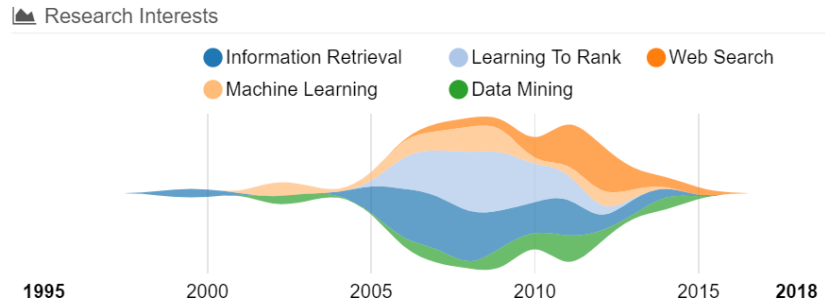 Research Interests
Information Retrieval Learning To Rank Web Search
Machine Learning Data Mining
1995 2000 2005 2010 2015 2018